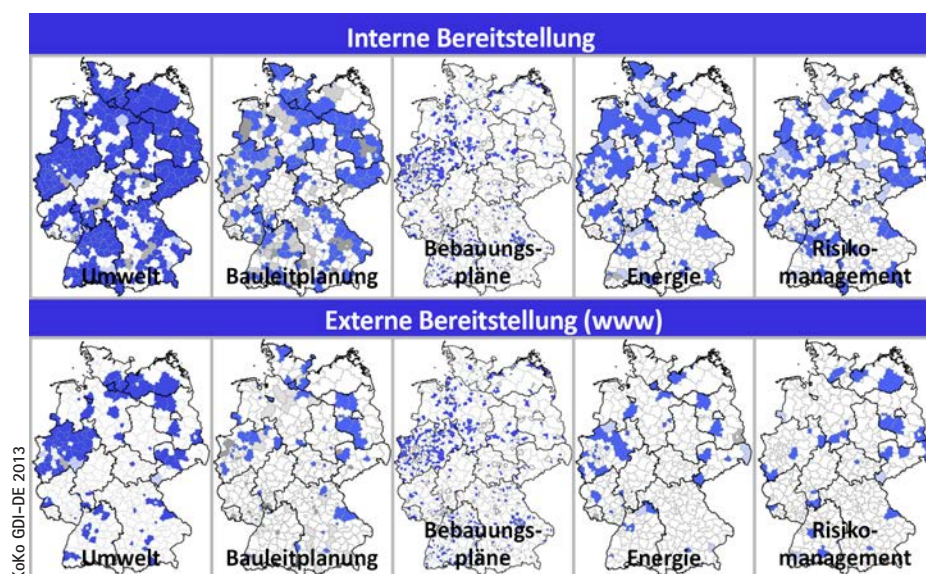 Interne Bereitstellung
Umwelt
Bauleitplanung
Bebauungs-
pläne
Energie
Risiko-
management
Externe Bereitstellung (www)
Umwelt
Bauleitplanung
Bebauungs-
pläne
Energie
Risiko-
management
KoKo GDI-DE 2013